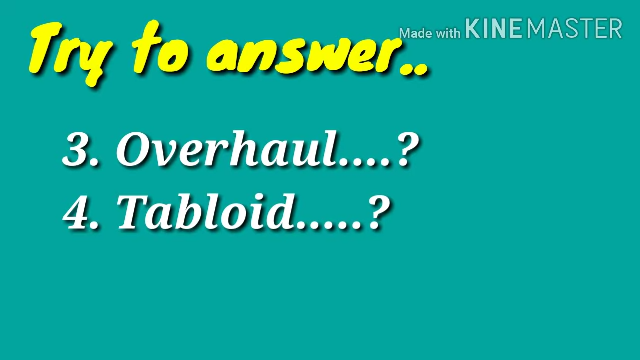 Try to answer..
Made with KINEMASTER
3. Overhaul....?
4. Tabloid.....?